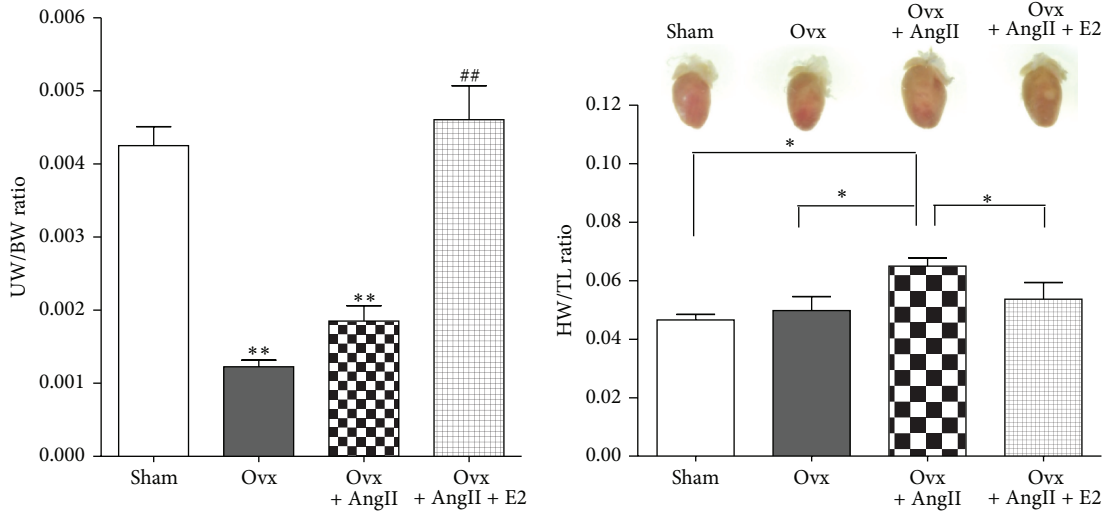 UW/BW ratio
0.006
0.005
0.004
0.003
0.002
0.001
0.000
**
**
##
Sham
Ovx
Ovx
+ AngII
Ovx
+ AngII + E2
Sham
Ovx
Ovx
+ AngII
Ovx
+ AngII + E2
HW/TL ratio
0.12
0.10
0.08
0.06
0.04
0.02
0.00
*
*
*
Sham
Ovx
Ovx
+ AngII
Ovx
+ AngII + E2